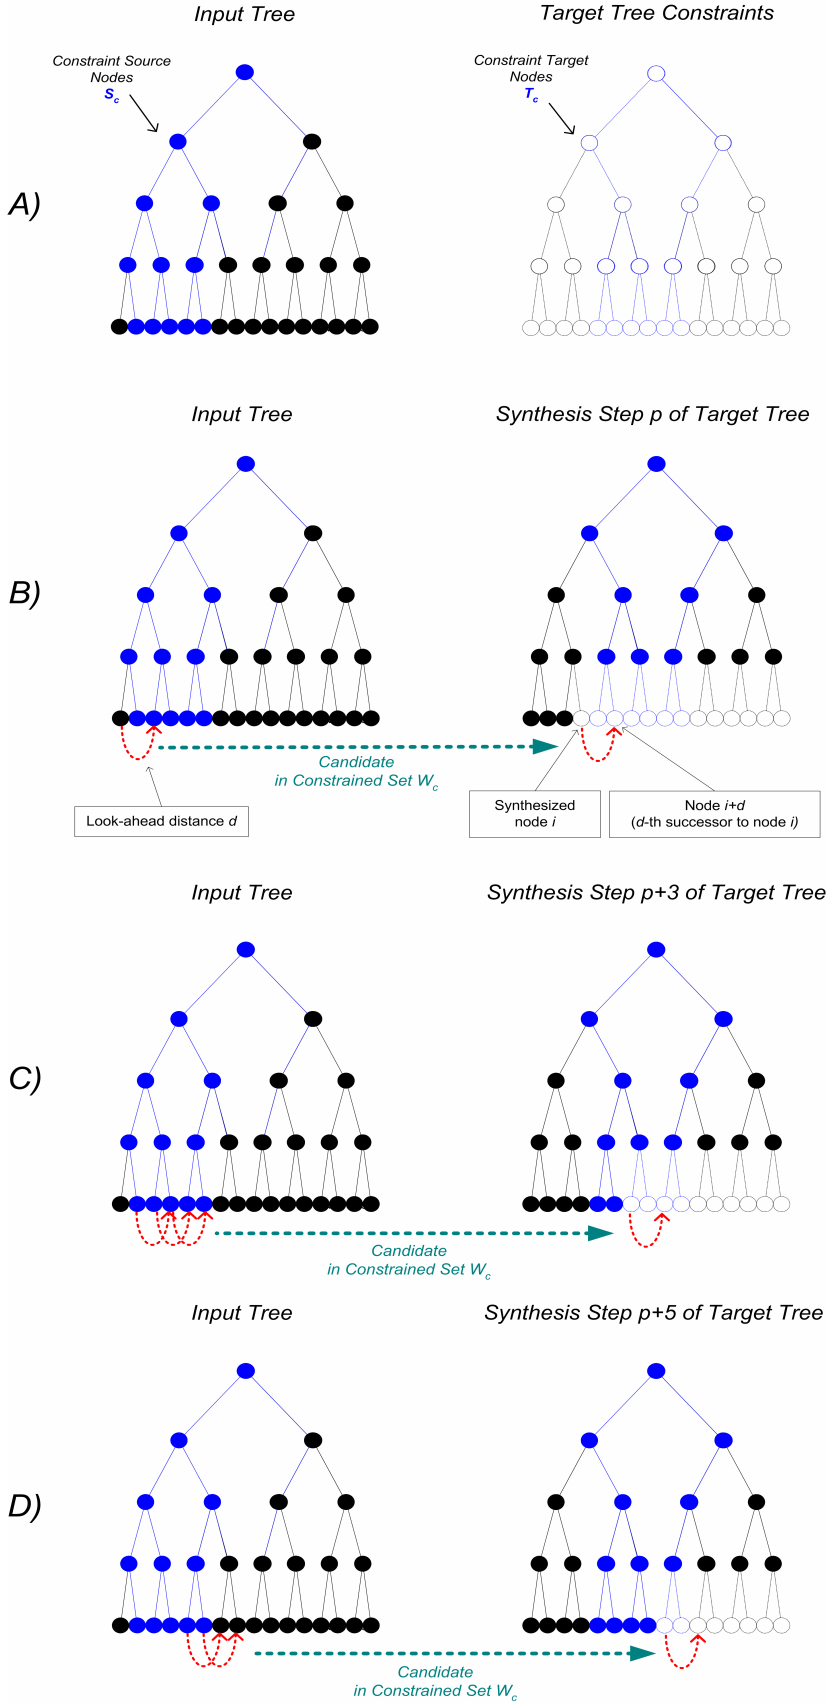 Input Tree
Target Tree Constraints
Constraint Source
Nodes
Sc
Constraint Target
Nodes
Tc
A)
Input Tree
Synthesis Step p of Target Tree
B)
Candidate
in Constrained Set Wc
Look-ahead distance d
Synthesized
node i
Node i+d
(d-th successor to node i)
Input Tree
Synthesis Step p+3 of Target Tree
C)
Candidate
in Constrained Set Wc
Input Tree
Synthesis Step p+5 of Target Tree
D)
Candidate
in Constrained Set Wc